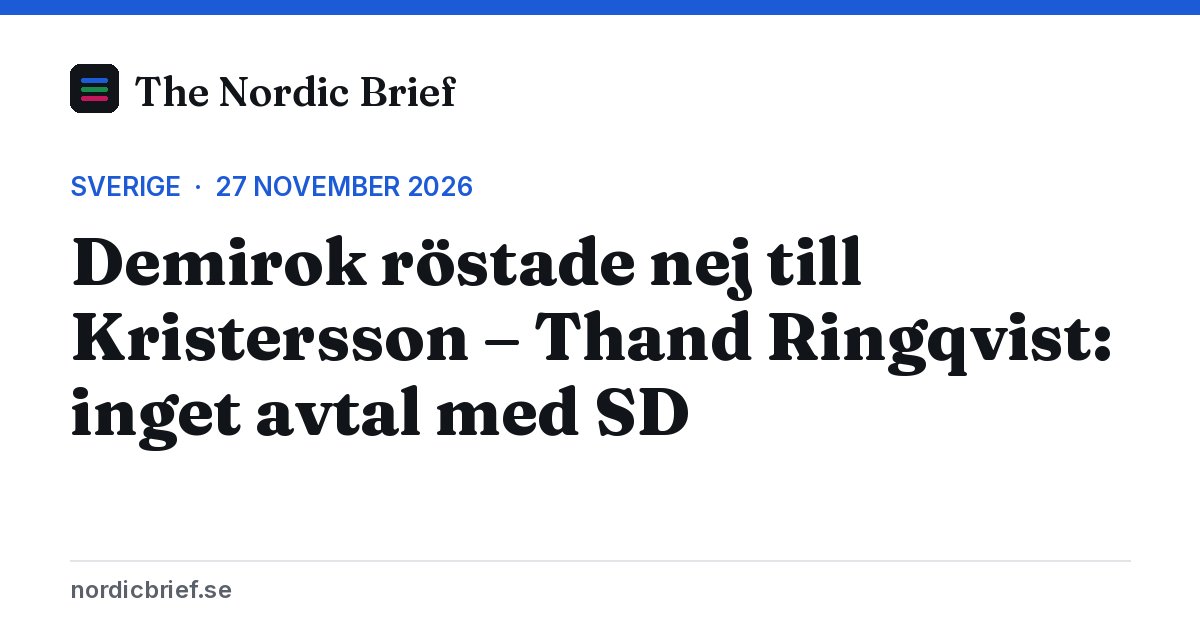 The Nordic Brief
SVERIGE · 27 NOVEMBER 2026
Demirok röstade nej till
Kristersson – Thand Ringqvist:
inget avtal med SD
nordicbrief.se